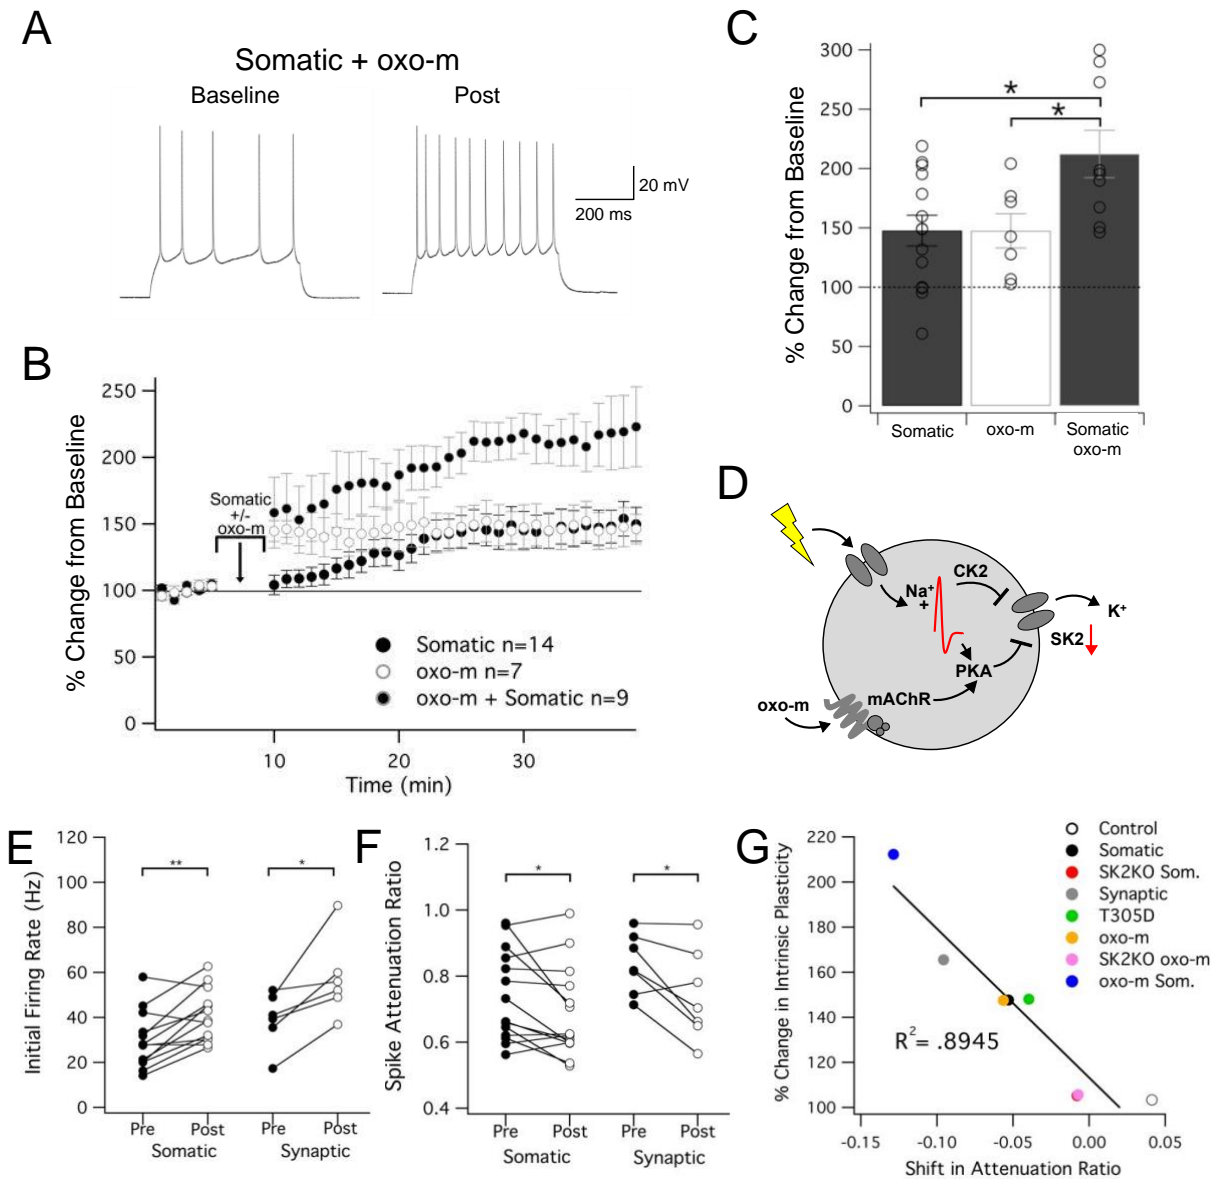 A
Somatic + oxo-m
Baseline
Post
20 mV
200 ms
B
% Change from Baseline
250
200
150
100
50
0
Somatic
+/-
oxo-m
Somatic n=14
oxo-m n=7
oxo-m + Somatic n=9
10
20
30
Time (min)
C
% Change from Baseline
300
250
200
150
100
50
0
*
*
Somatic
oxo-m
Somatic
oxo-m
D
Na+
+
CK2
K+
SK2
PKA
mAChR
oxo-m
E
Initial Firing Rate (Hz)
120
100
80
60
40
20
0
**
*
Pre
Post
Pre
Post
Somatic
Synaptic
F
Spike Attenuation Ratio
1.2
1.0
0.8
0.6
0.4
*
*
Pre
Post
Pre
Post
Somatic
Synaptic
G
% Change in Intrinsic Plasticity
220
200
180
160
140
120
100
Control
Somatic
SK2KO Som.
Synaptic
T305D
oxo-m
SK2KO oxo-m
oxo-m Som.
R²= .8945
-0.15
-0.10
-0.05
0.00
0.05
Shift in Attenuation Ratio